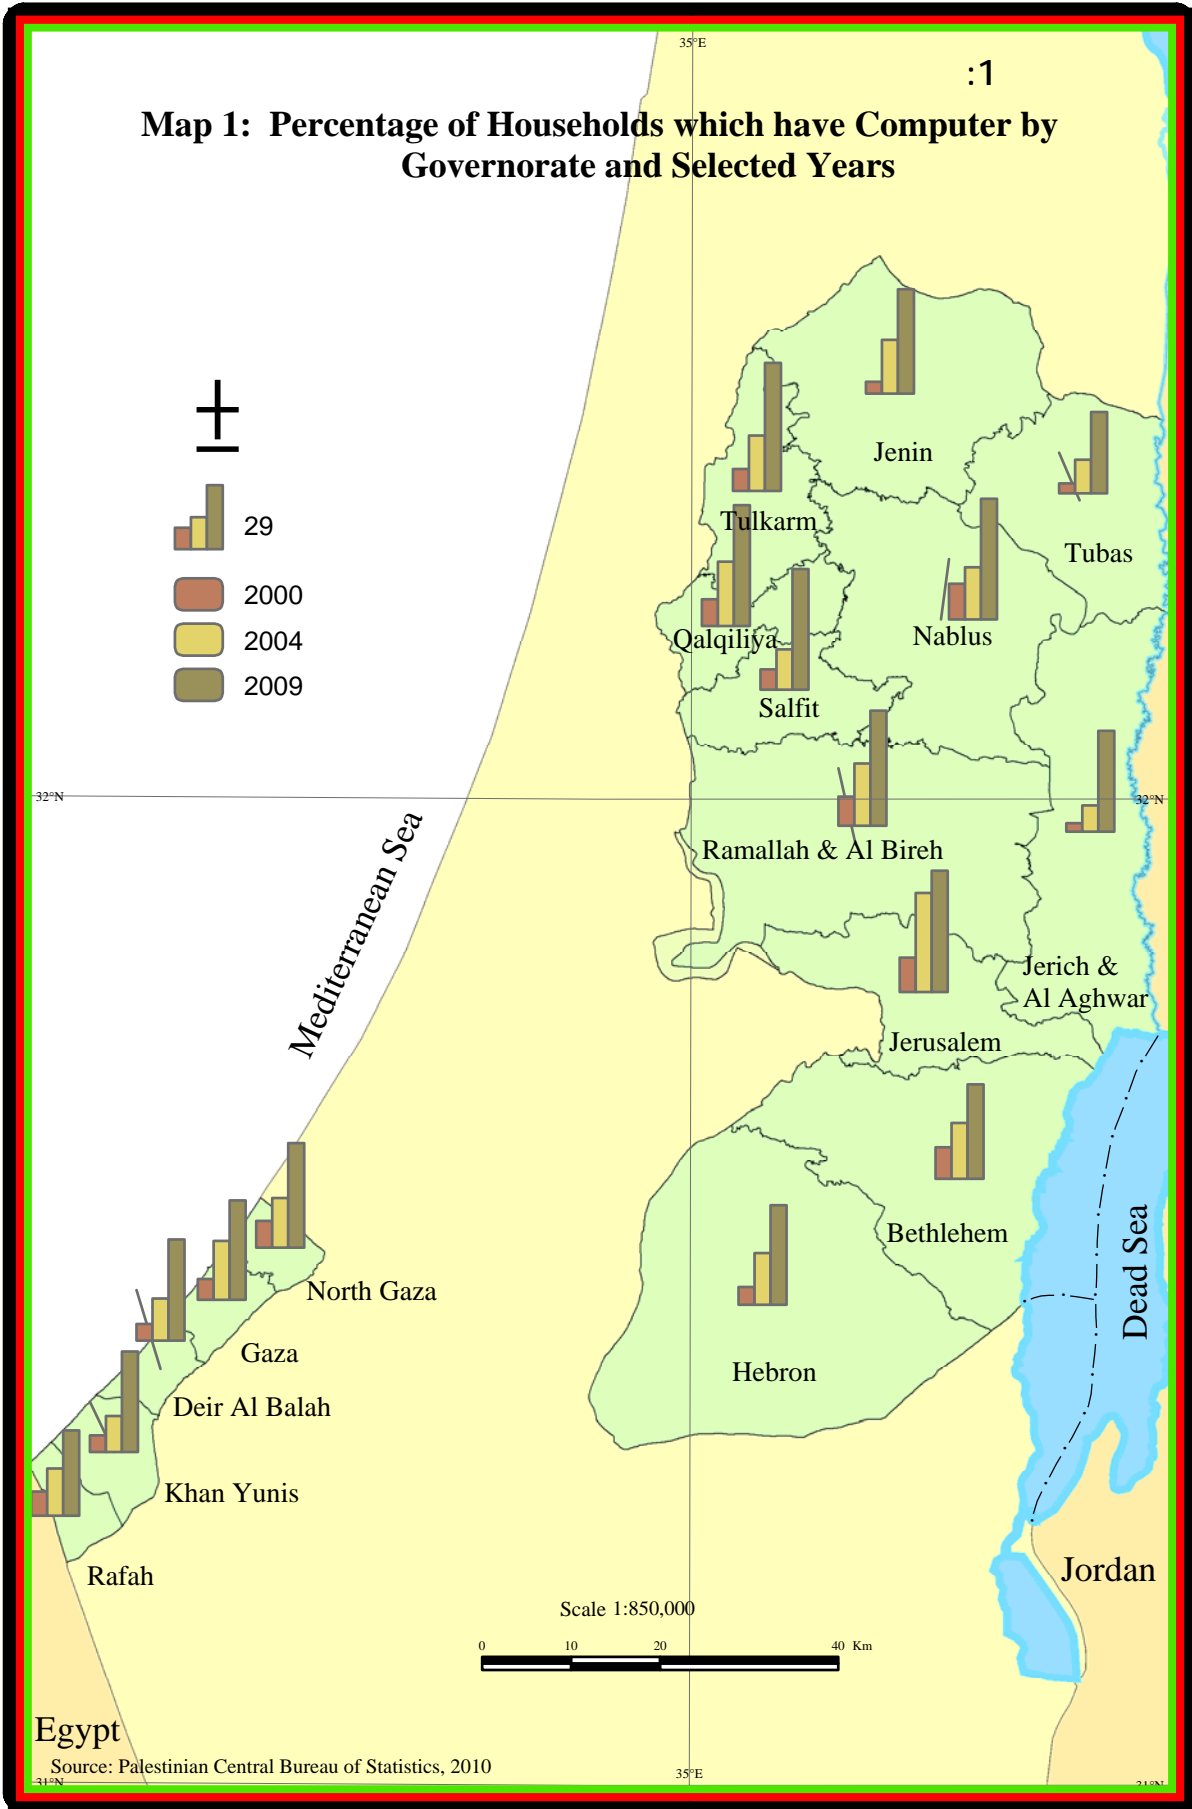 35°E
:1
Map 1: Percentage of Households which have Computer by
Governorate and Selected Years
29
2000
2004
2009
Jenin
Tulkarm
Tubas
Qalqiliya
Nablus
Salfit
32°N
32°N
Mediterranean Sea
Ramallah & Al Bireh
Jerich &
Al Aghwar
Jerusalem
Bethlehem
Dead Sea
North Gaza
Gaza
Hebron
Deir Al Balah
Khan Yunis
Rafah
Jordan
Scale 1:850,000
0 10 20 40 Km
Egypt
Source: Palestinian Central Bureau of Statistics, 2010
35°E
31°N
31°N